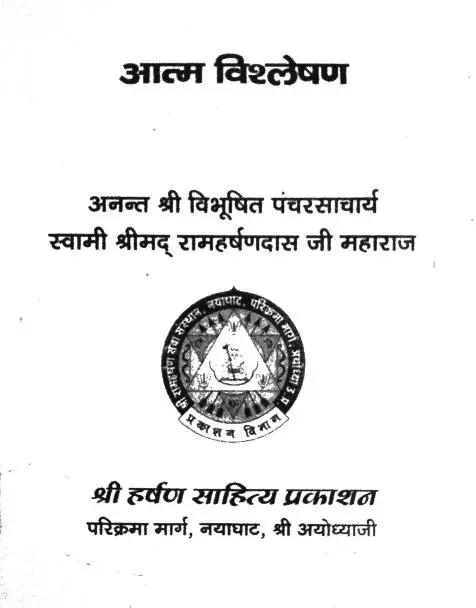 आत्म विश्लेषण
अनन्त श्री विभूषित पंचरसाचार्य
स्वामी श्रीमद् रामहर्षणदास जी महाराज
श्री रामहर्षण सेवा संस्थान, नयाघाट, परिक्रमा मार्ग, अयोध्या उ.प्र.
प्रकाशन विभाग
श्री हर्षण साहित्य प्रकाशन
परिक्रमा मार्ग, नयाघाट, श्री अयोध्याजी